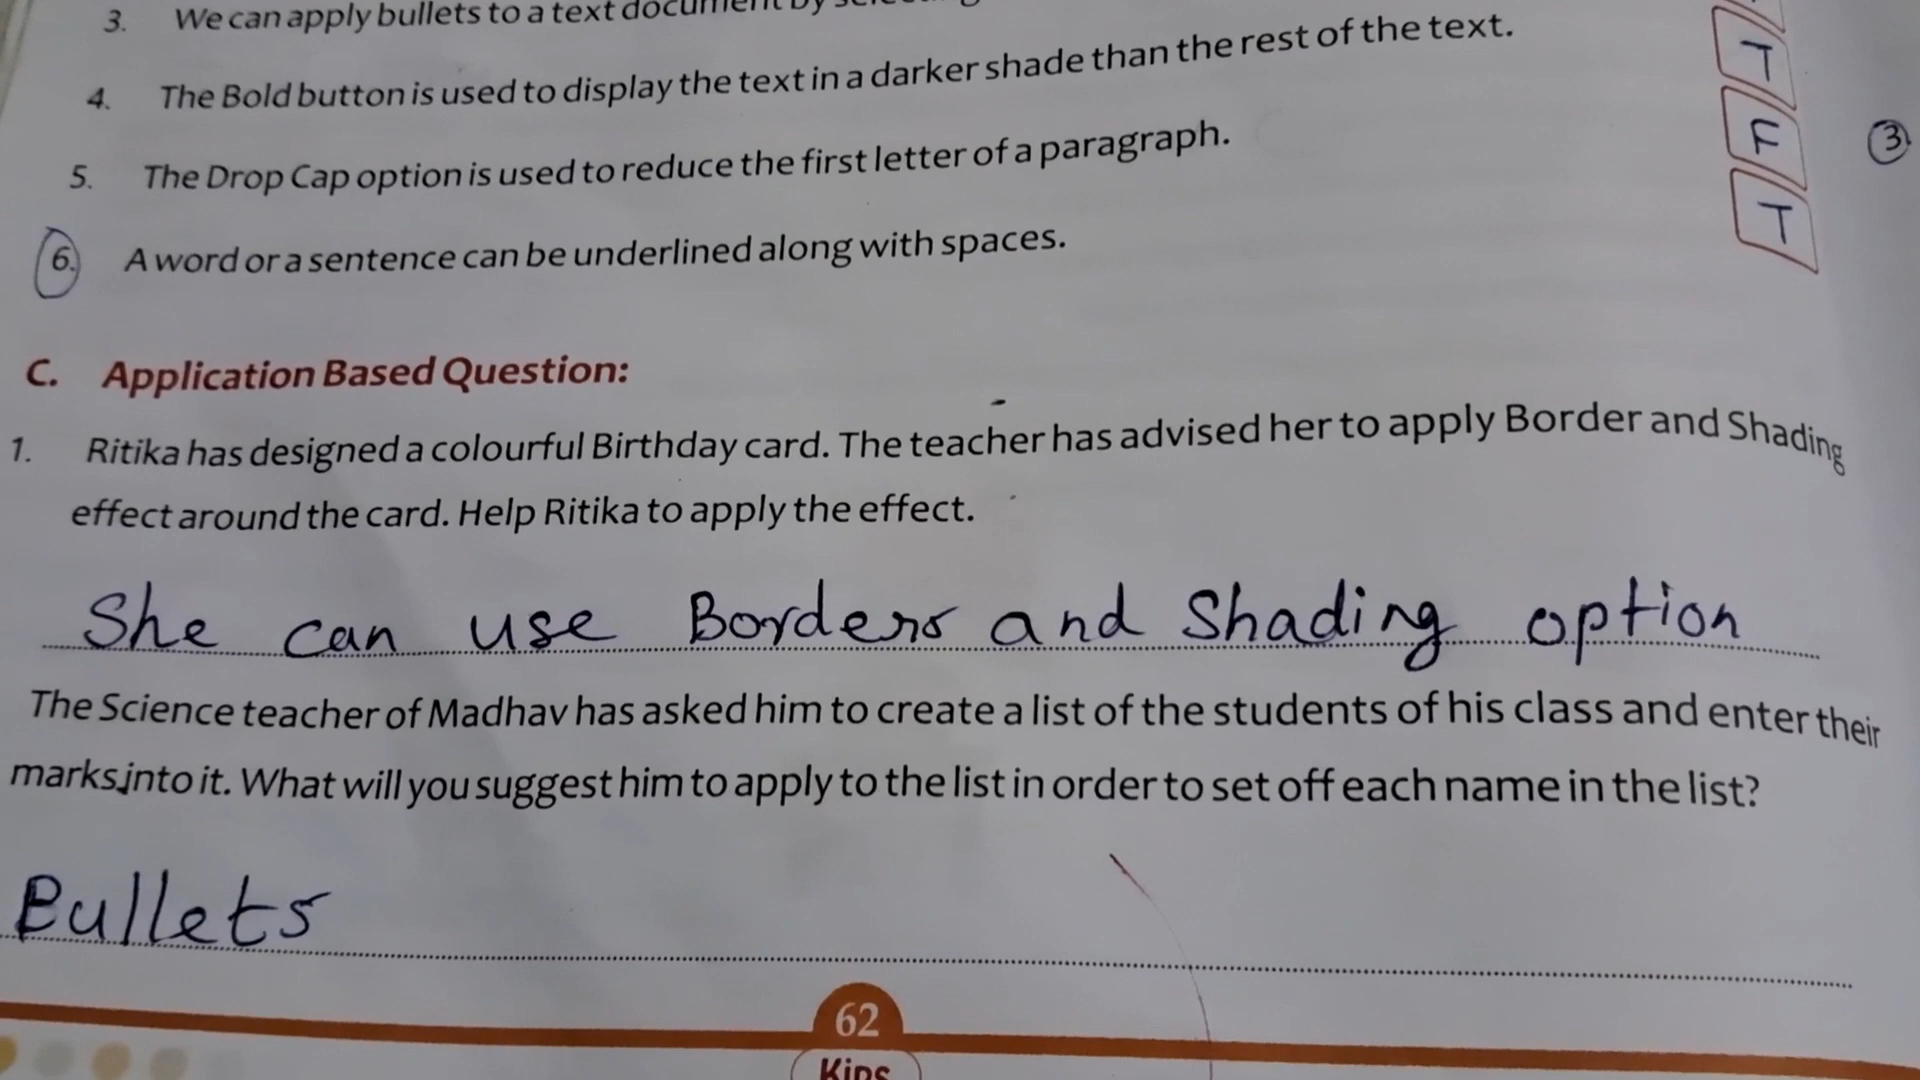 3. We can apply bullets to a text document by
4. The Bold button is used to display the text in a darker shade than the rest of the text.
T
5. The Drop Cap option is used to reduce the first letter of a paragraph.
F
3
6. A word or a sentence can be underlined along with spaces.
T
C. Application Based Question:
1. Ritika has designed a colourful Birthday card. The teacher has advised her to apply Border and Shading
effect around the card. Help Ritika to apply the effect.
She can use Borders and Shading option
The Science teacher of Madhav has asked him to create a list of the students of his class and enter their
marks into it. What will you suggest him to apply to the list in order to set off each name in the list?
Bullets
62
Kips